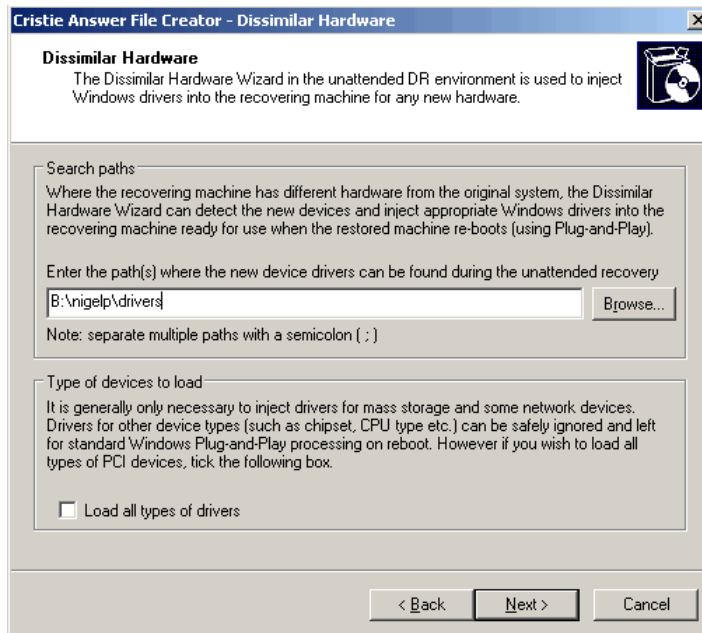 Cristie Answer File Creator - Dissimilar Hardware
Dissimilar Hardware
The Dissimilar Hardware Wizard in the unattended DR environment is used to inject
Windows drivers into the recovering machine for any new hardware.
Search paths
Where the recovering machine has different hardware from the original system, the Dissimilar
Hardware Wizard can detect the new devices and inject appropriate Windows drivers into the
recovering machine ready for use when the restored machine re-boots (using Plug-and-Play).
Enter the path(s) where the new device drivers can be found during the unattended recovery
B:\nigelp\drivers
Browse...
Note: separate multiple paths with a semicolon ( ; )
Type of devices to load
It is generally only necessary to inject drivers for mass storage and some network devices.
Drivers for other device types (such as chipset, CPU type etc.) can be safely ignored and left
for standard Windows Plug-and-Play processing on reboot. However if you wish to load all
types of PCI devices, tick the following box.
Load all types of drivers
< Back
Next >
Cancel